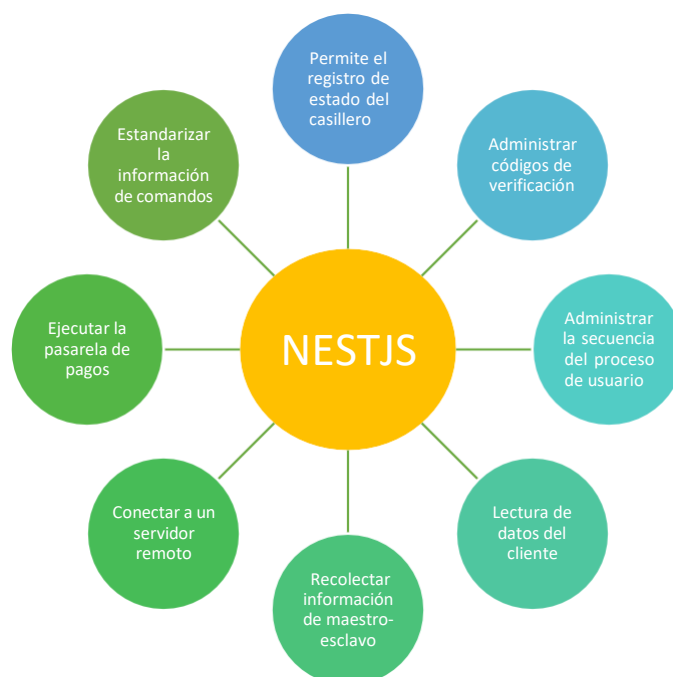 Permite el
registro de
estado del
casillero
Administrar
códigos de
verificación
Administrar
la secuencia
del proceso
de usuario
Lectura de
datos del
cliente
Recolectar
información
de maestro-
esclavo
Conectar a un
servidor
remoto
Ejecutar la
pasarela de
pagos
Estandarizar
la
información
de comandos
NESTJS